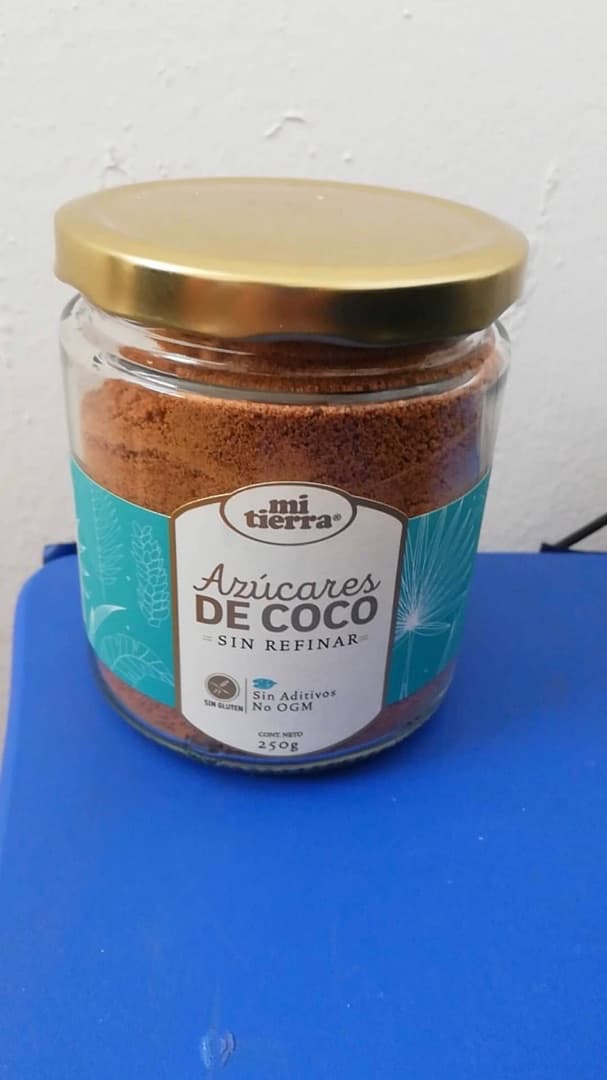 mi
tierra®
Azúcares
DE COCO
SIN REFINAR
SIN GLUTEN
Sin Aditivos
No OGM
CONT. NETO
250g